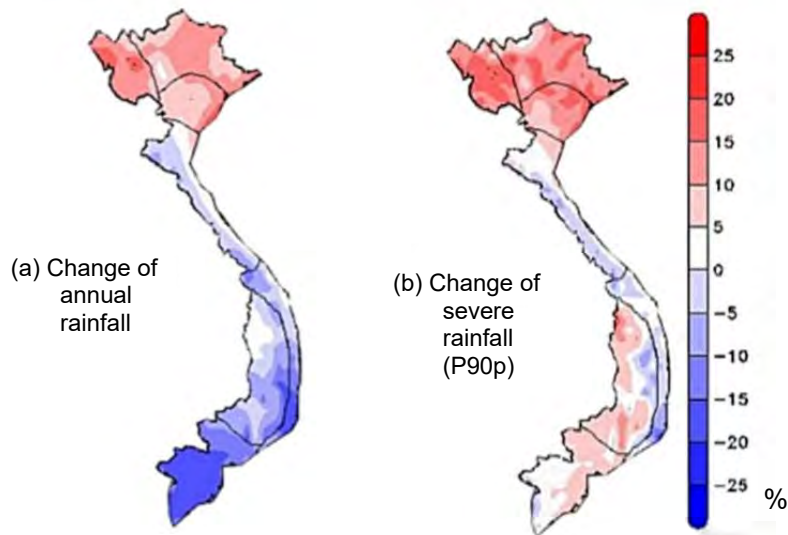 (a) Change of
annual
rainfall
(b) Change of
severe
rainfall
(P90p)
25
20
15
10
5
0
−5
−10
−15
−20
−25
%